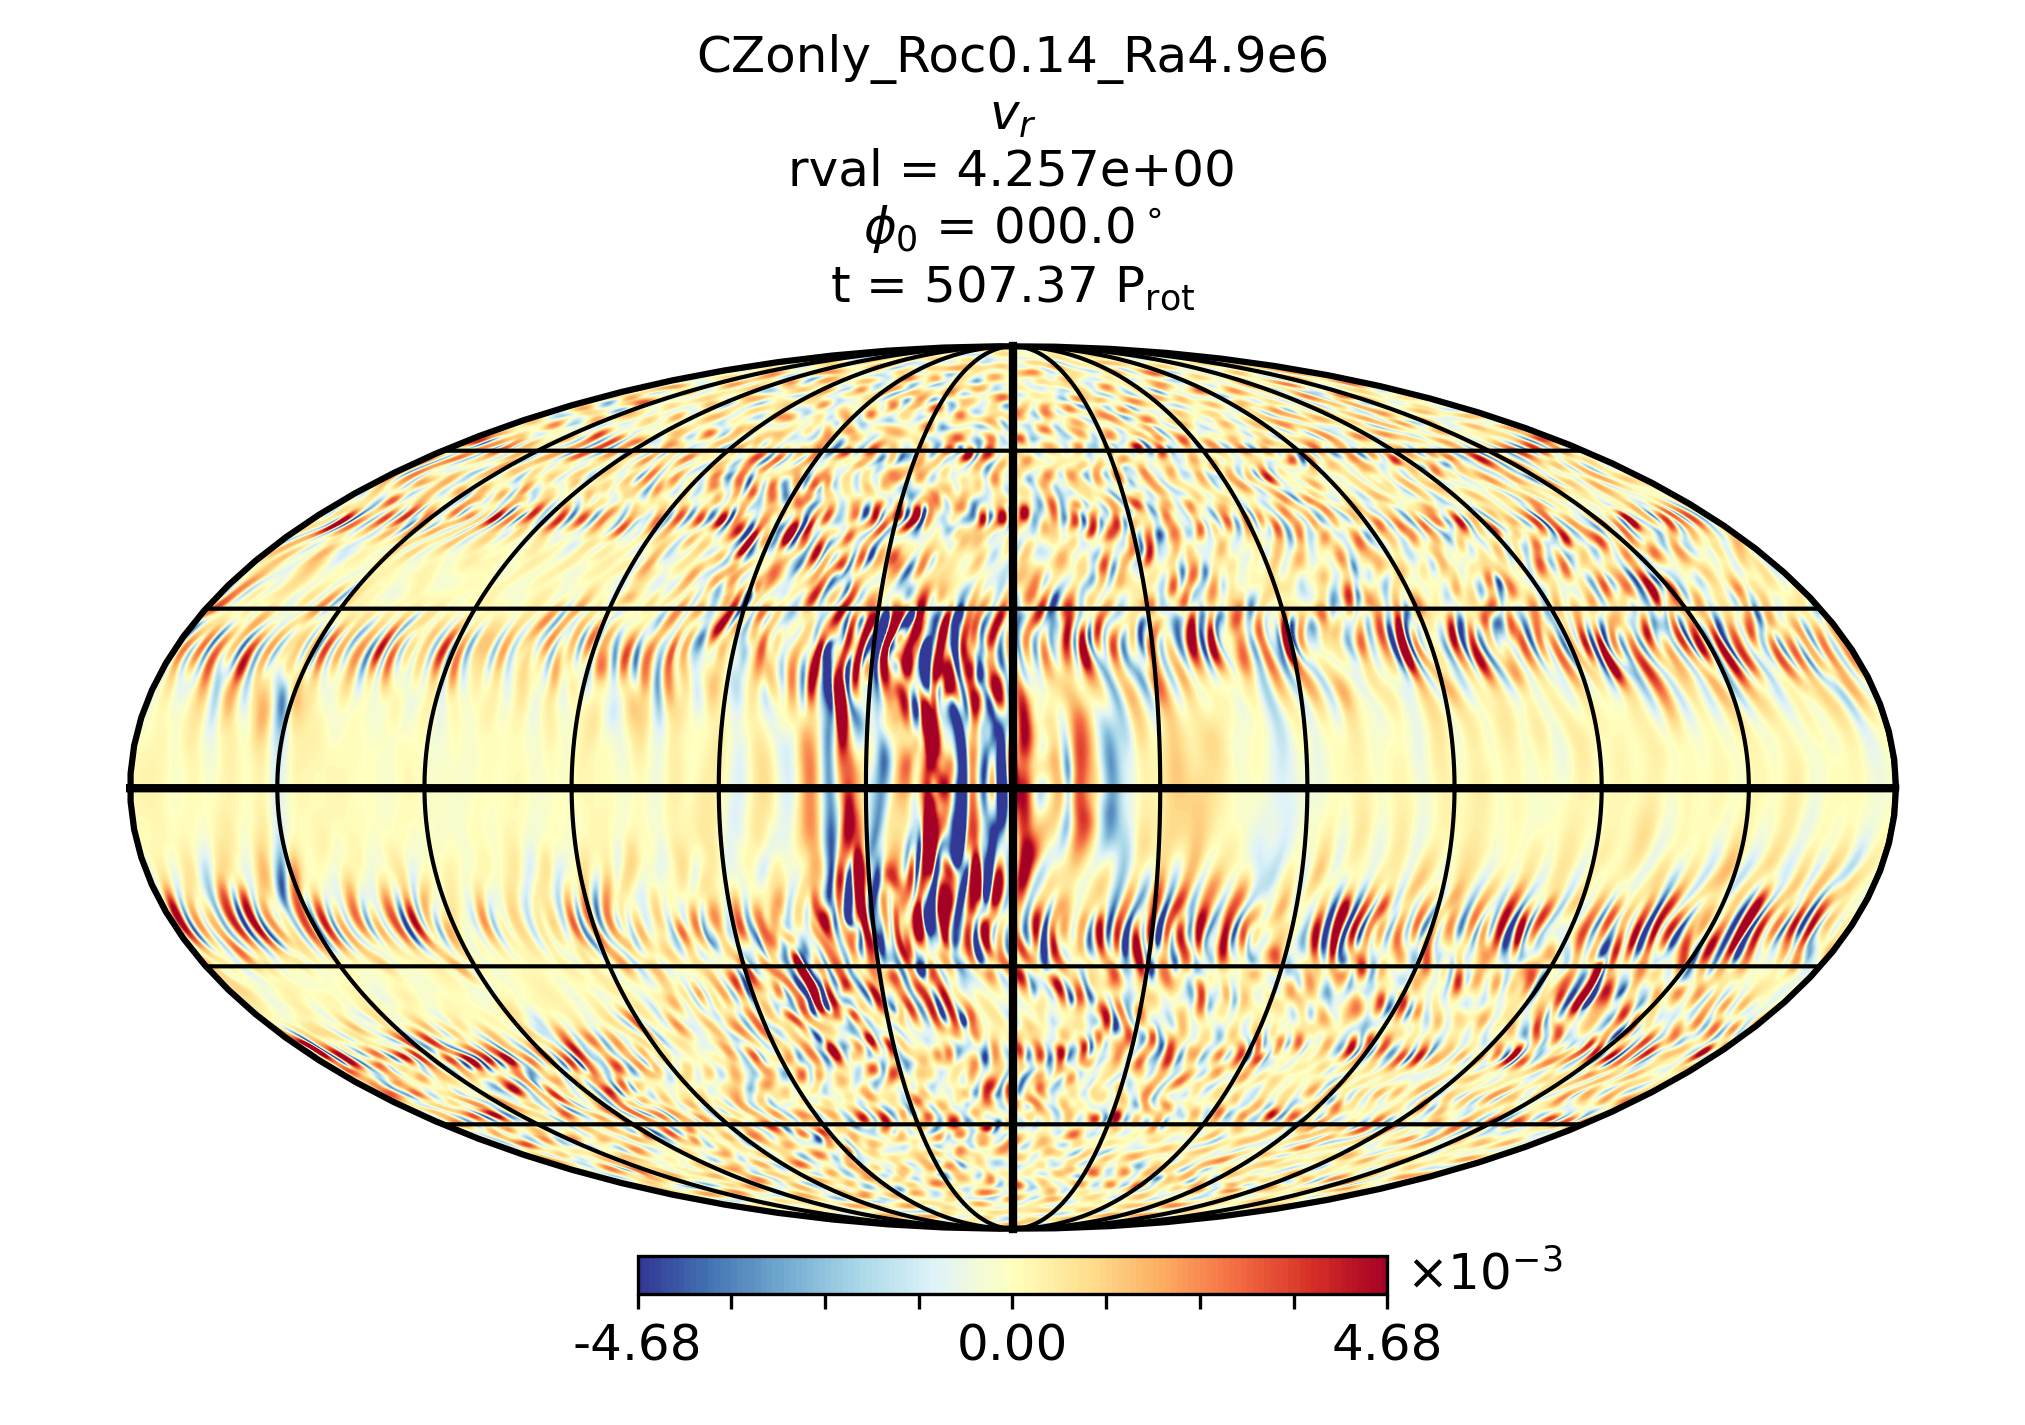 CZonly_Roc0.14_Ra4.9e6
v_r
rval = 4.257e+00
ϕ₀ = 000.0°
t = 507.37 P_rot
×10⁻³
-4.68 0.00 4.68